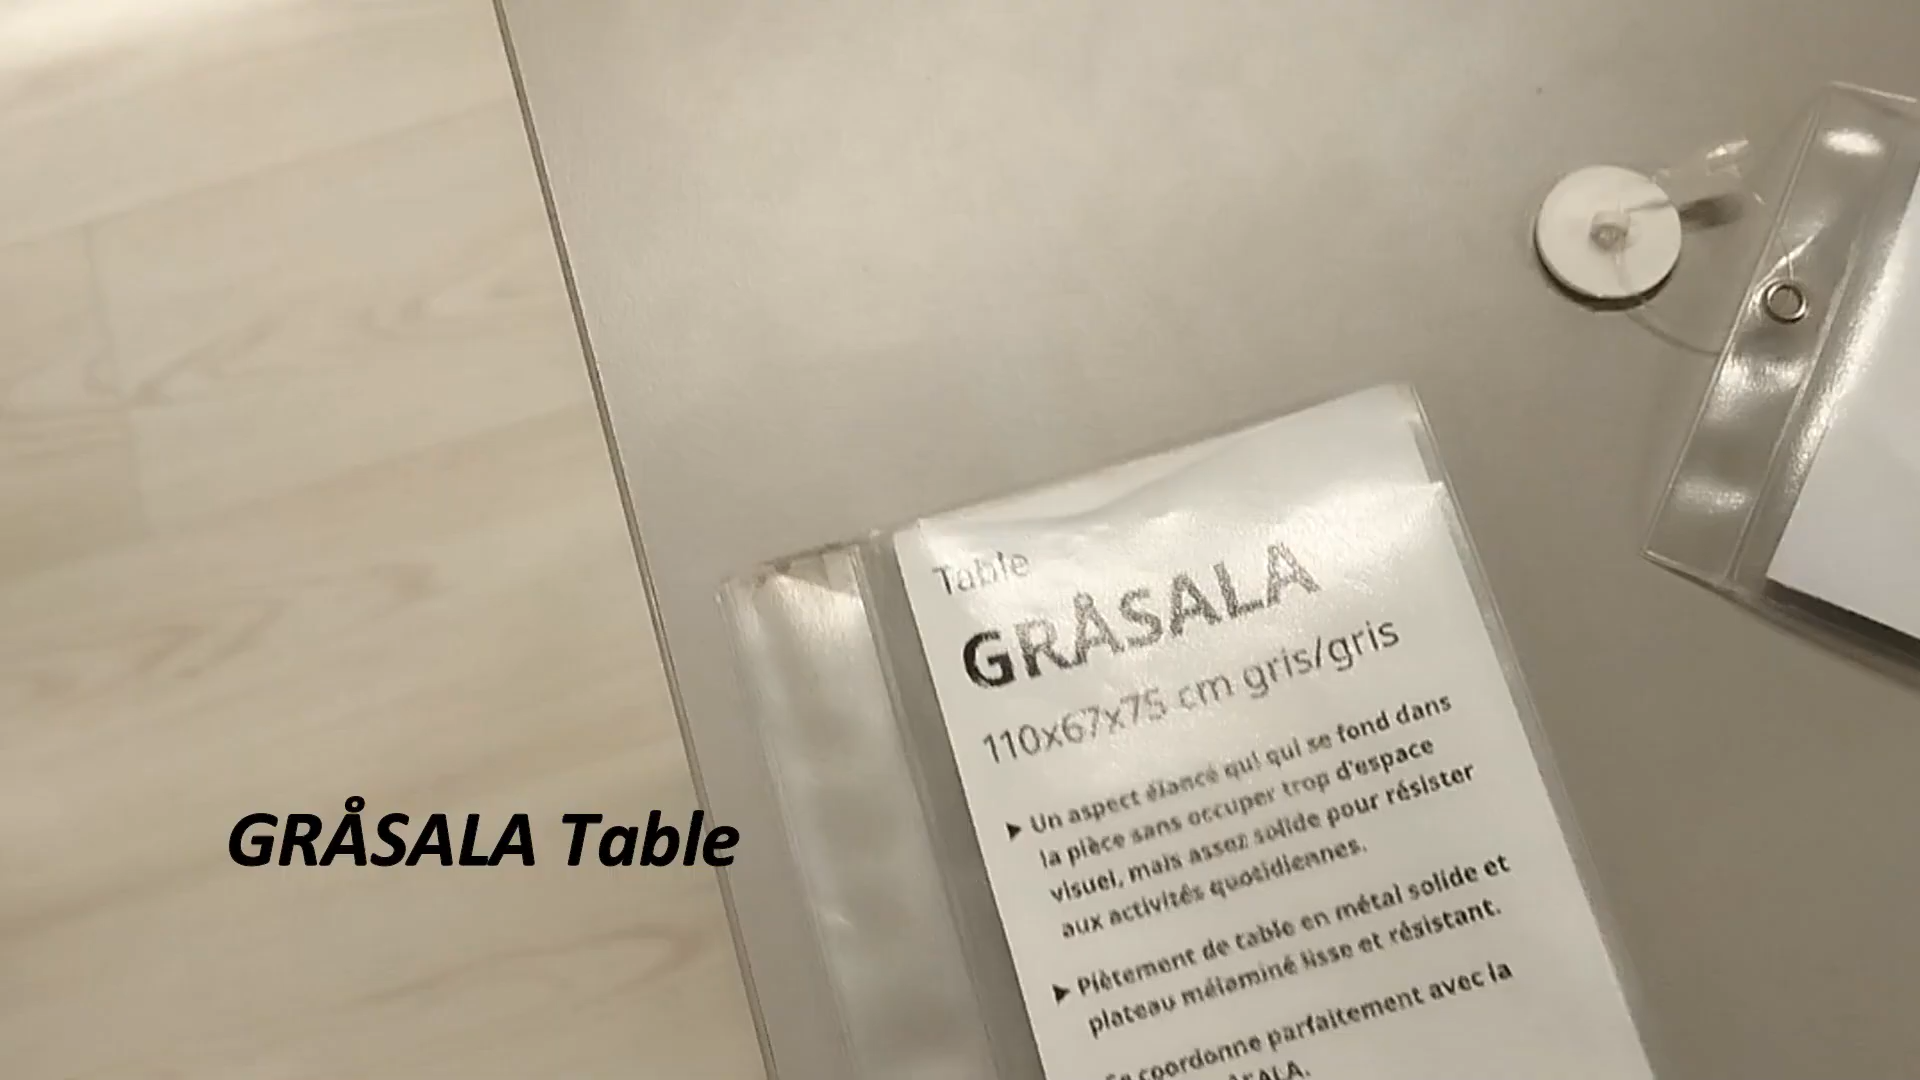 Table
GRÅSALA
110x67x75 cm gris/gris
▶ Un aspect élancé qui qui se fond dans
la pièce sans occuper trop d'espace
visuel, mais assez solide pour résister
aux activités quotidiennes.
▶ Piètement de table en métal solide et
plateau mélaminé lisse et résistant.
coordonne parfaitement avec la
GRÅSALA Table